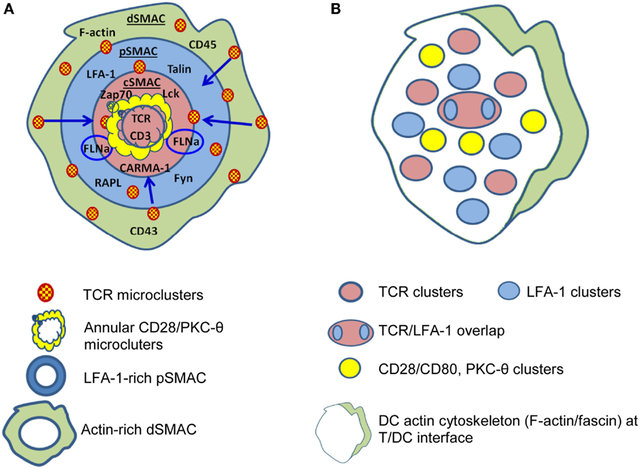 A
dSMAC
F-actin
CD45
pSMAC
LFA-1
Talin
cSMAC
Zap70
Lck
TCR
CD3
FLNa
FLNa
CARMA-1
RAPL
Fyn
CD43
TCR microclusters
Annular CD28/PKC-θ
microcluters
LFA-1-rich pSMAC
Actin-rich dSMAC
B
TCR clusters
LFA-1 clusters
TCR/LFA-1 overlap
CD28/CD80, PKC-θ clusters
DC actin cytoskeleton (F-actin/fascin) at
T/DC interface